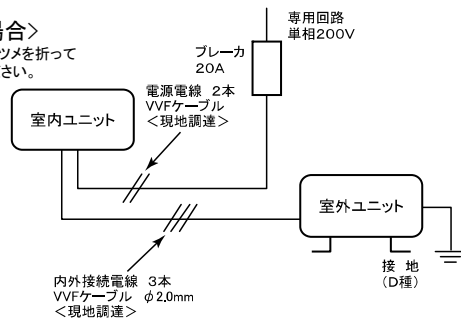 場合>
ツメを折って
ださい。
専用回路
単相200V
ブレーカ
20A
電源電線 2本
VVFケーブル
<現地調達>
室内ユニット
室外ユニット
接 地
(D種)
内外接続電線 3本
VVFケーブル φ2.0mm
<現地調達>